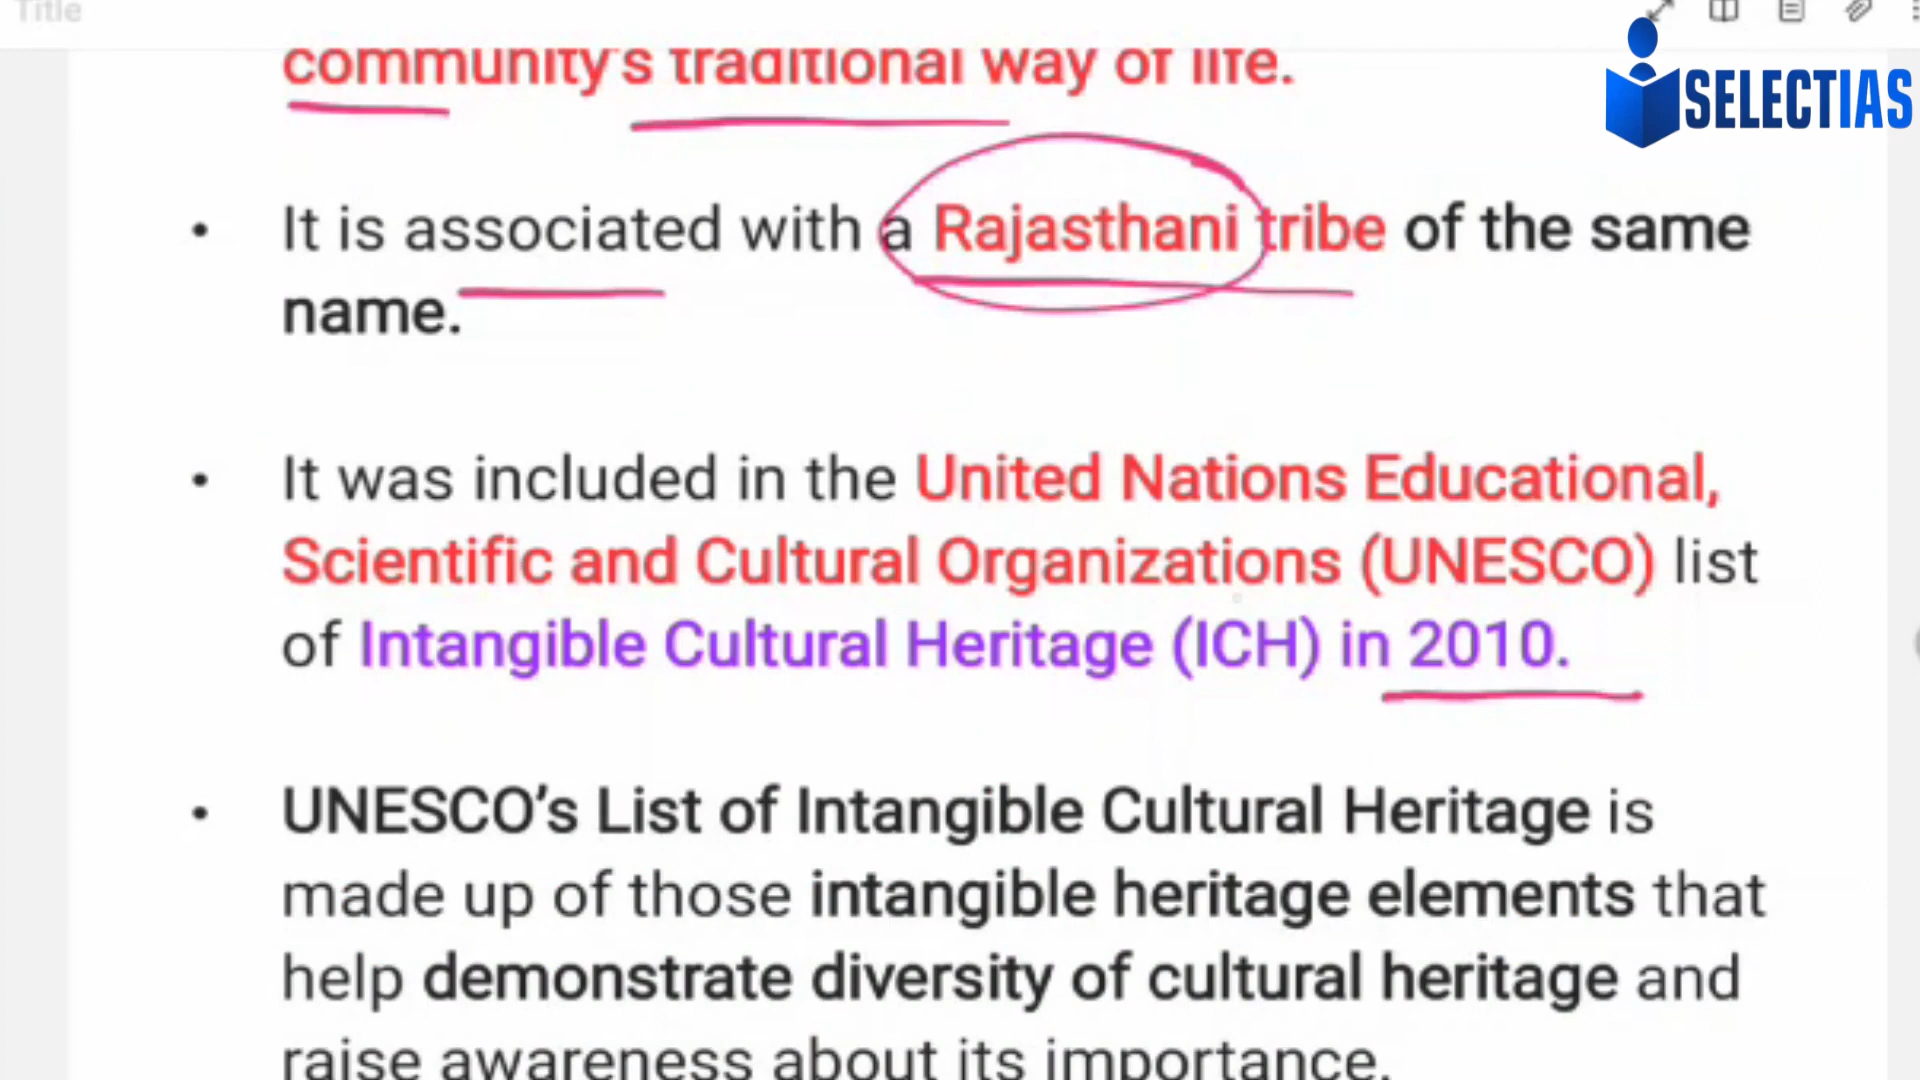 Title
community's traditional way of life.
SELECTIAS
• It is associated with a Rajasthani tribe of the same
name.
• It was included in the United Nations Educational,
Scientific and Cultural Organizations (UNESCO) list
of Intangible Cultural Heritage (ICH) in 2010.
• UNESCO’s List of Intangible Cultural Heritage is
made up of those intangible heritage elements that
help demonstrate diversity of cultural heritage and
raise awareness about its importance.